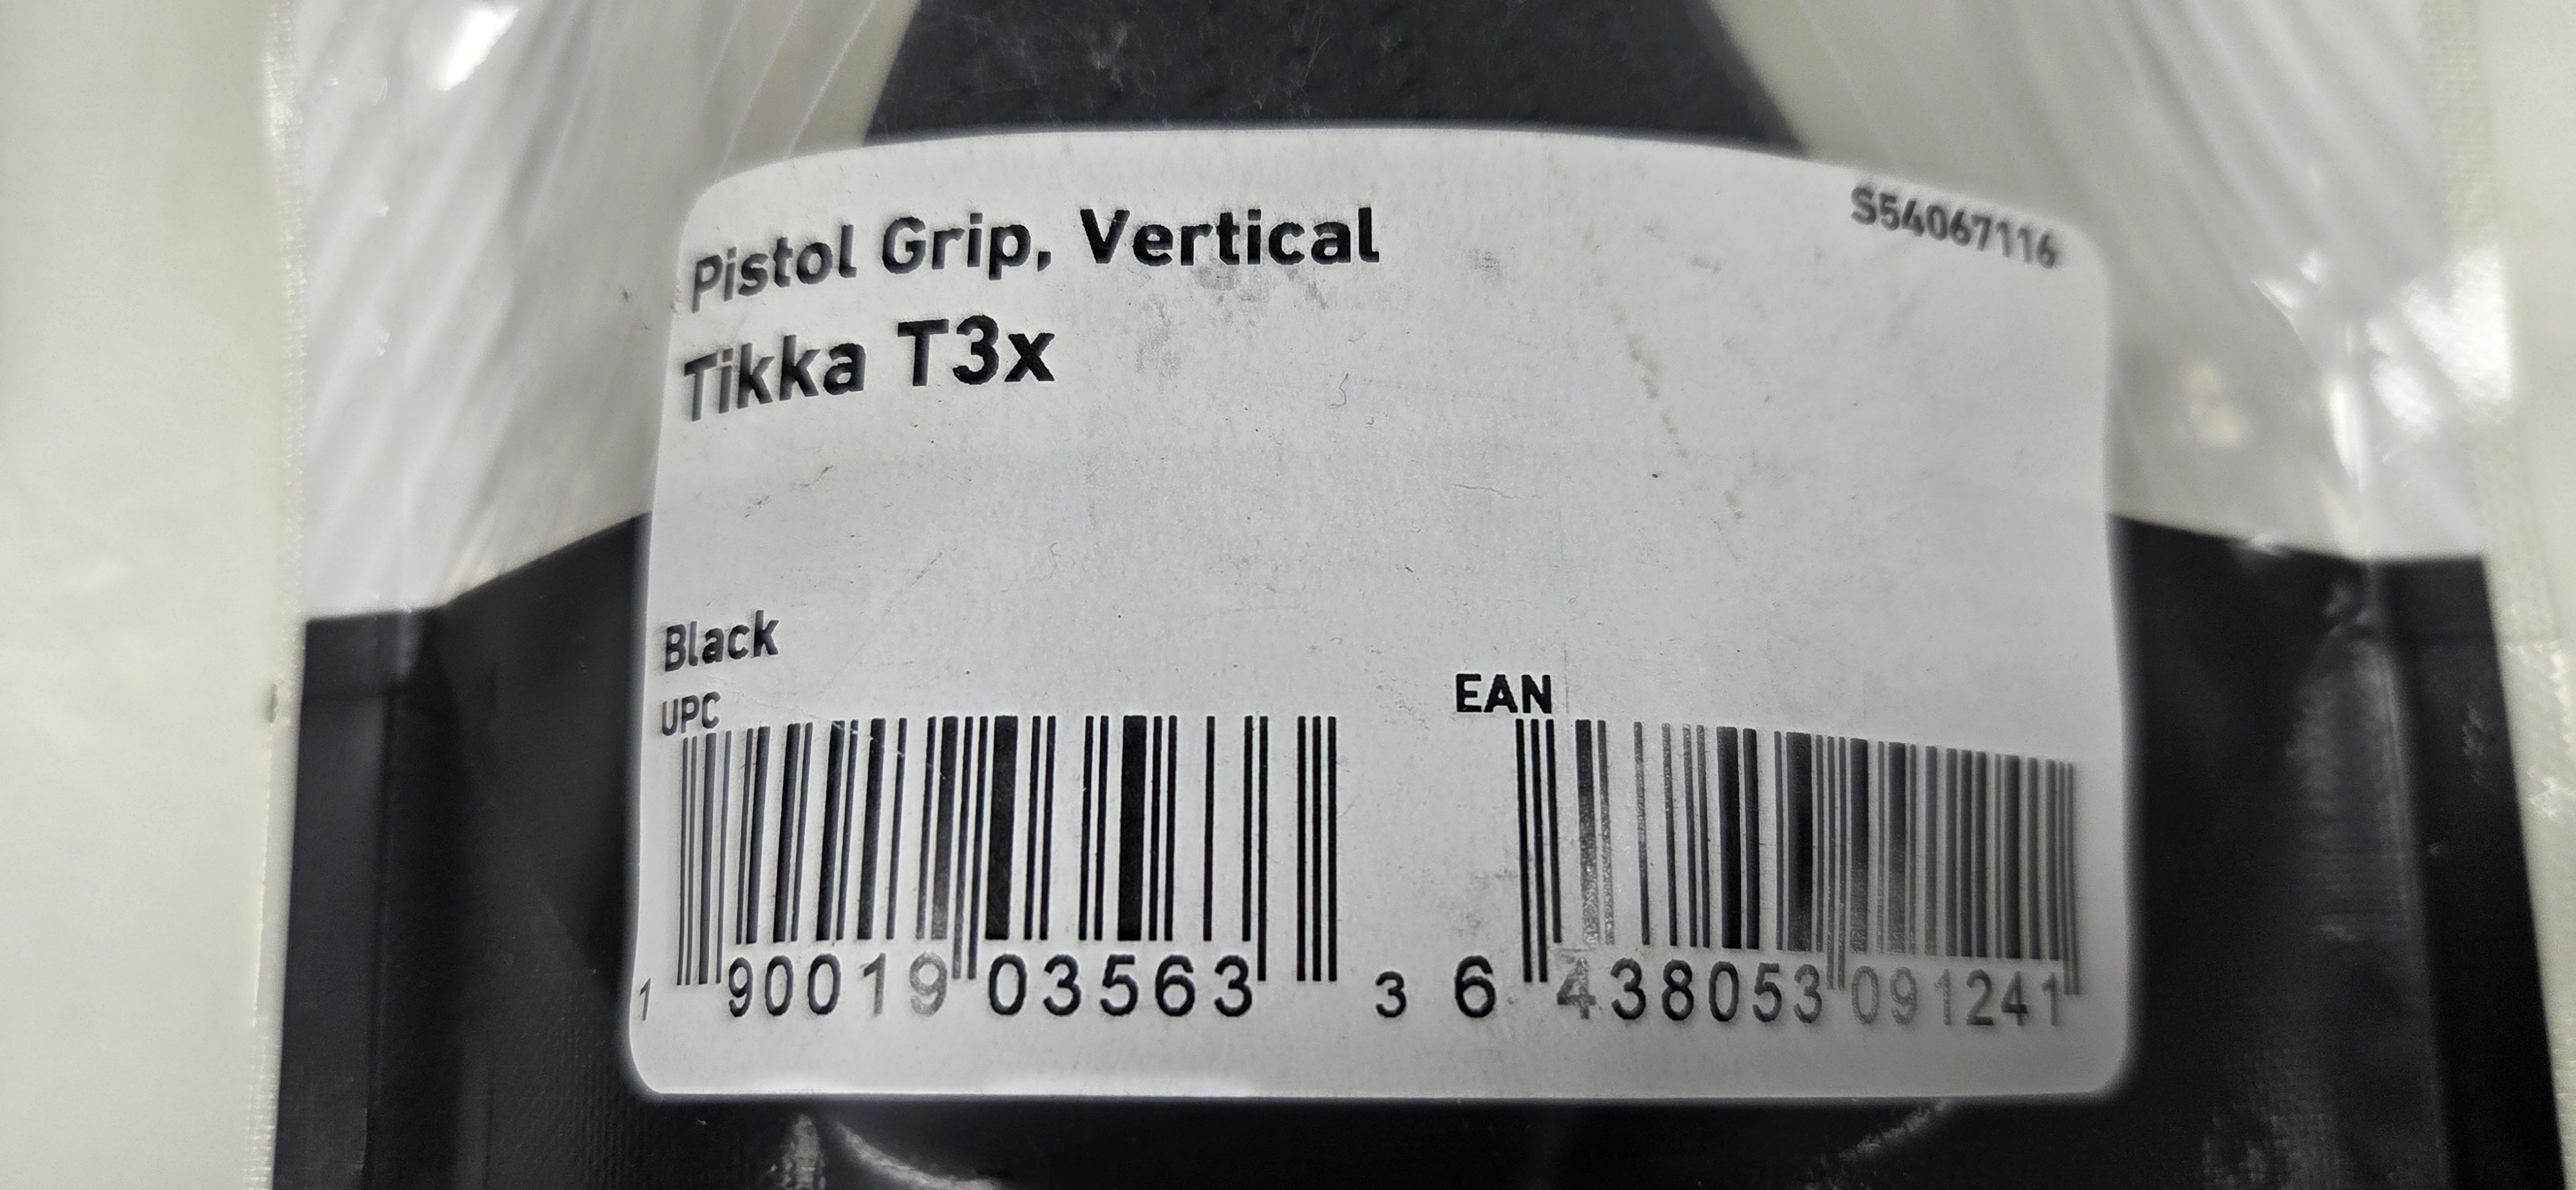 Pistol Grip, Vertical
S54067116
Tikka T3x
Black
UPC
EAN
1 90019 03563 3
6 438053 091241